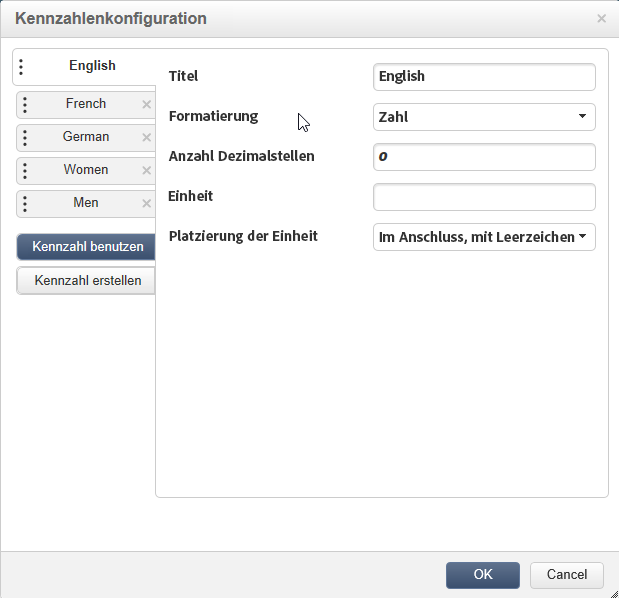 Kennzahlenkonfiguration ×
English
French ×
German ×
Women ×
Men ×
Kennzahl benutzen
Kennzahl erstellen
Titel English
Formatierung Zahl
Anzahl Dezimalstellen 0
Einheit
Platzierung der Einheit Im Anschluss, mit Leerzeichen
OK Cancel